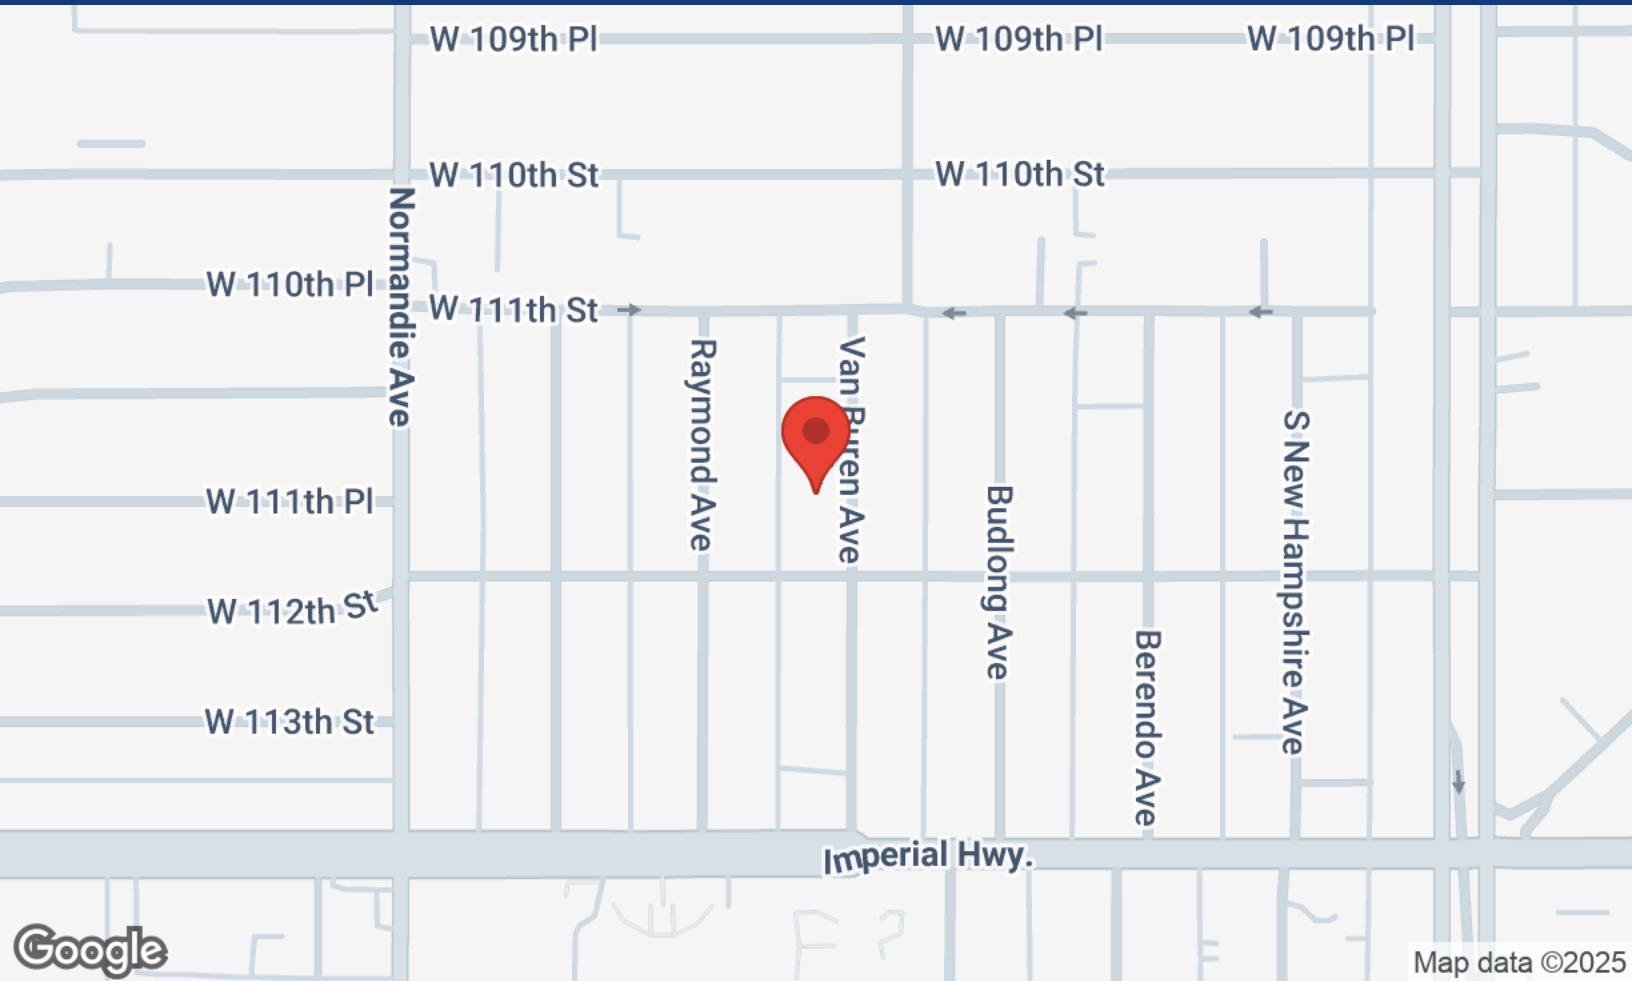 W 109th Pl
W 109th Pl
W 109th Pl
W 110th St
W 110th St
Normandie Ave
W 110th Pl
W 111th St
Raymond Ave
Van Buren Ave
S New Hampshire Ave
W 111th Pl
Budlong Ave
W 112th St
Berendo Ave
W 113th St
Imperial Hwy.
Google
Map data ©2025